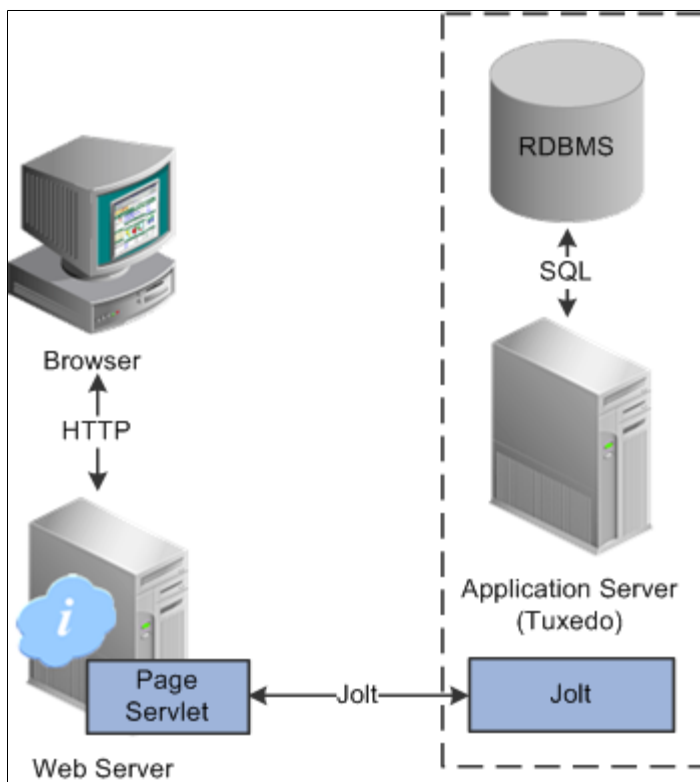 RDBMS
SQL
Browser
HTTP
Application Server
(Tuxedo)
i
Page
Servlet
Jolt
Jolt
Web Server